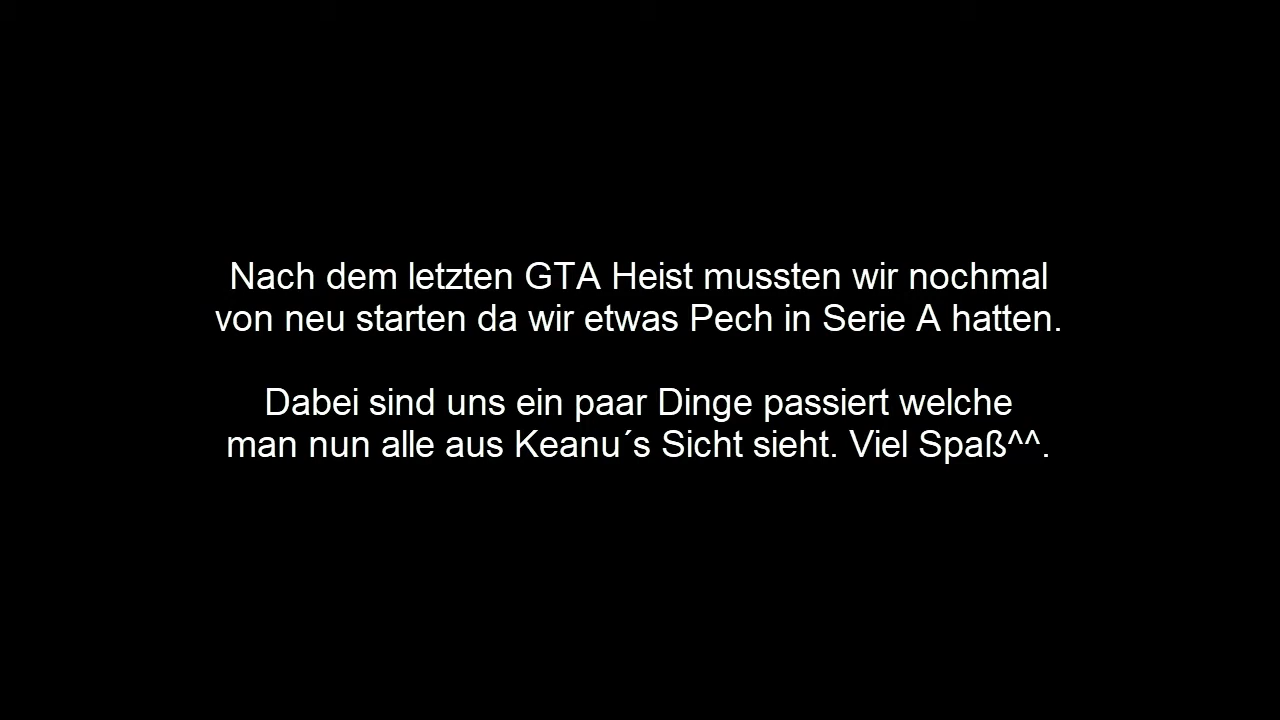 Nach dem letzten GTA Heist mussten wir nochmal
von neu starten da wir etwas Pech in Serie A hatten.
Dabei sind uns ein paar Dinge passiert welche
man nun alle aus Keanu´s Sicht sieht. Viel Spaß^^.